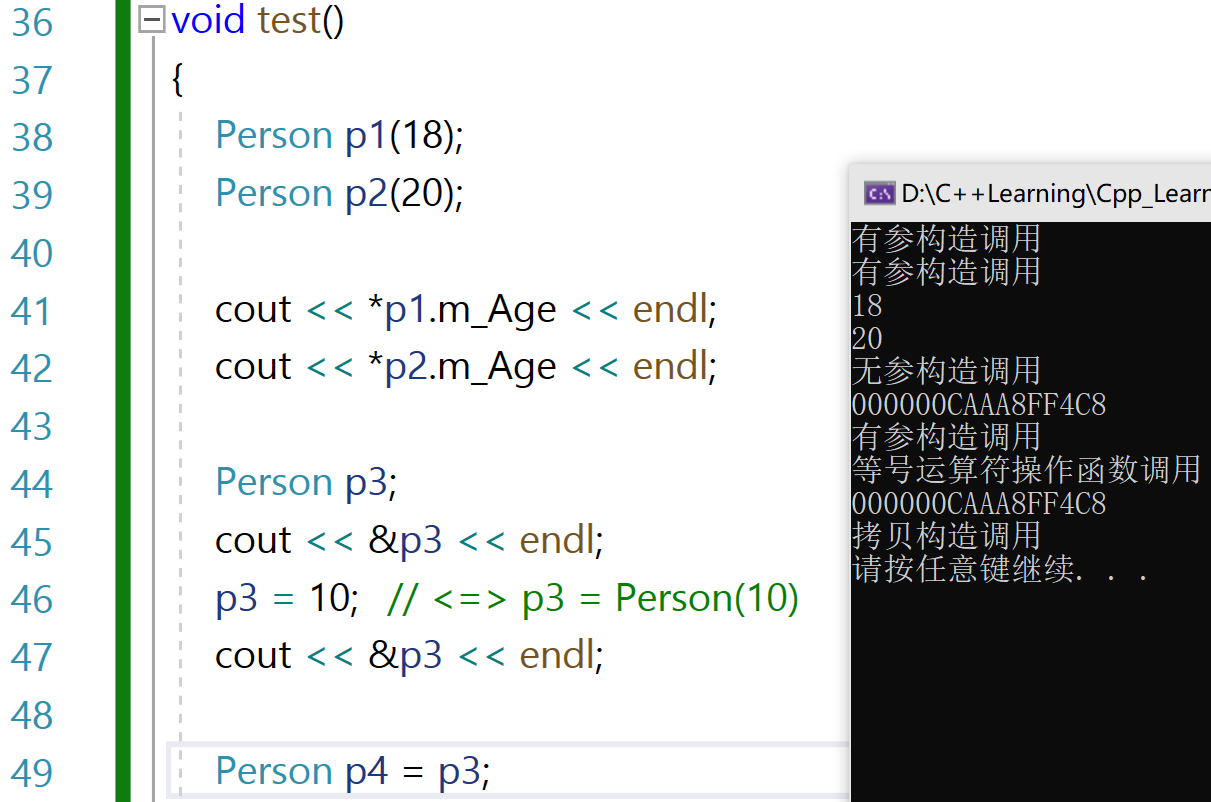 36 void test()
37 {
38 Person p1(18);
39 Person p2(20);
40
41 cout << *p1.m_Age << endl;
42 cout << *p2.m_Age << endl;
43
44 Person p3;
45 cout << &p3 << endl;
46 p3 = 10; // <=> p3 = Person(10)
47 cout << &p3 << endl;
48
49 Person p4 = p3;
D:\C++Learning\Cpp_Learn
有参构造调用
有参构造调用
18
20
无参构造调用
000000CAAA8FF4C8
有参构造调用
等号运算符操作函数调用
000000CAAA8FF4C8
拷贝构造调用
请按任意键继续. . .